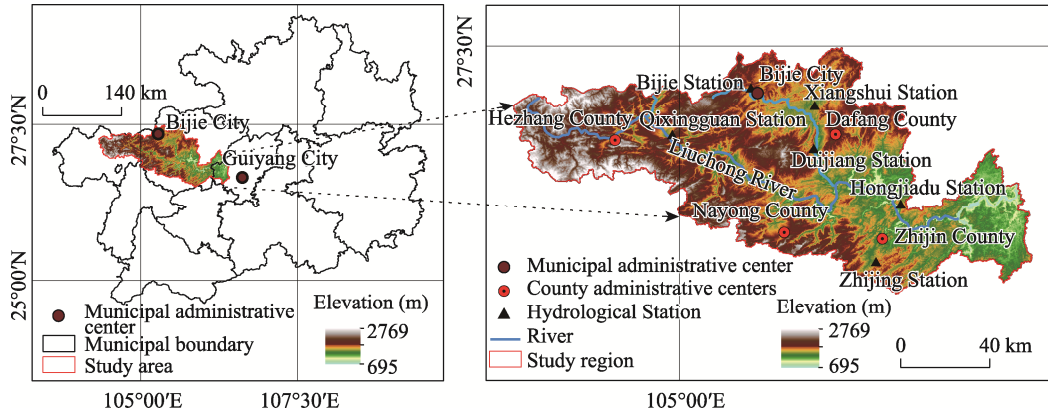 27°30′N
25°00′N
0 140 km
Bijie City
Guiyang City
Municipal administrative
center
Municipal boundary
Study area
Elevation (m)
2769
695
105°00′E
107°30′E
27°30′N
Bijie Station
Bijie City
Xiangshui Station
Hezhang County
Qixingguan Station
Dafang County
Liuchong River
Duijiang Station
Hongjiadu Station
Nayong County
Zhijin County
Zhijing Station
Municipal administrative center
County administrative centers
Hydrological Station
River
Study region
Elevation (m)
2769
695
0 40 km
105°00′E